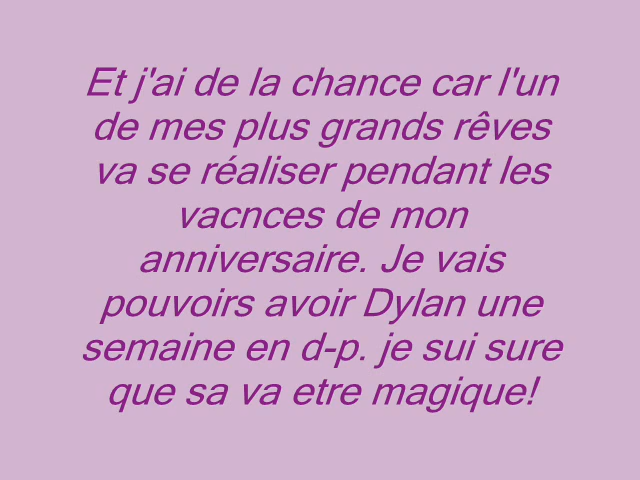 Et j'ai de la chance car l'un
de mes plus grands rêves
va se réaliser pendant les
vacnces de mon
anniversaire. Je vais
pouvoirs avoir Dylan une
semaine en d-p. je sui sure
que sa va etre magique!